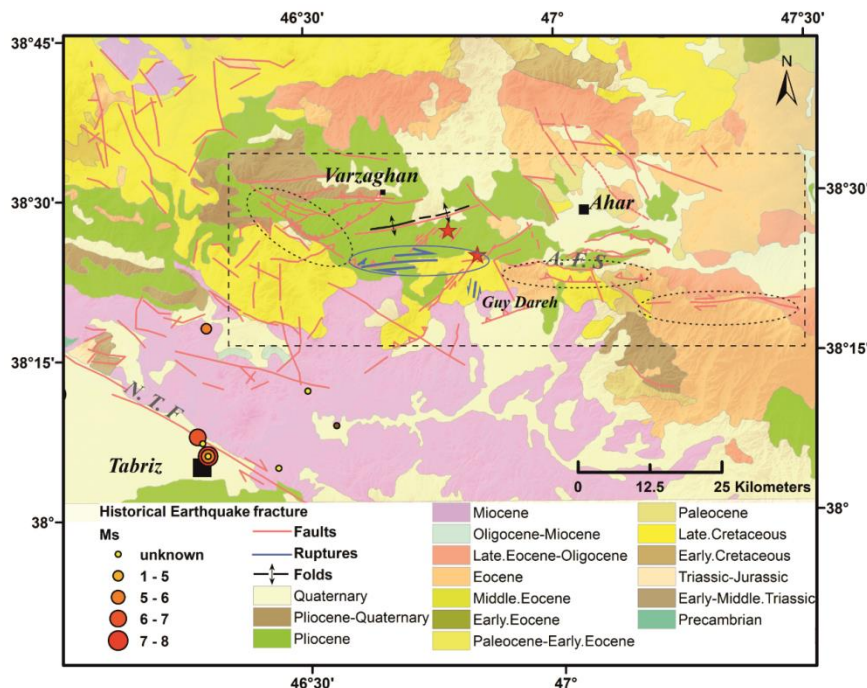 46°30' 47° 47°30'
38°45' 38°45'
N
Varzaghan
38°30' 38°30'
Ahar
A. F. S
Guy Dareh
38°15' 38°15'
N. T. F
Tabriz
0 12.5 25 Kilometers
38° 38°
Historical Earthquake fracture
Ms
unknown
1 - 5
5 - 6
6 - 7
7 - 8
Faults
Ruptures
Folds
Quaternary
Pliocene-Quaternary
Pliocene
Miocene
Oligocene-Miocene
Late.Eocene-Oligocene
Eocene
Middle.Eocene
Early.Eocene
Paleocene-Early.Eocene
Paleocene
Late.Cretaceous
Early.Cretaceous
Triassic-Jurassic
Early-Middle.Triassic
Precambrian
46°30' 47°